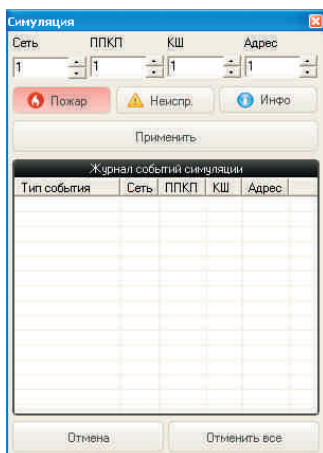 Симуляция
Сеть ППКП КШ Адрес
1 1 1 1
Пожар Неиспр. Инфо
Применить
Журнал событий симуляции
Тип события Сеть ППКП КШ Адрес
Отмена Отменить все